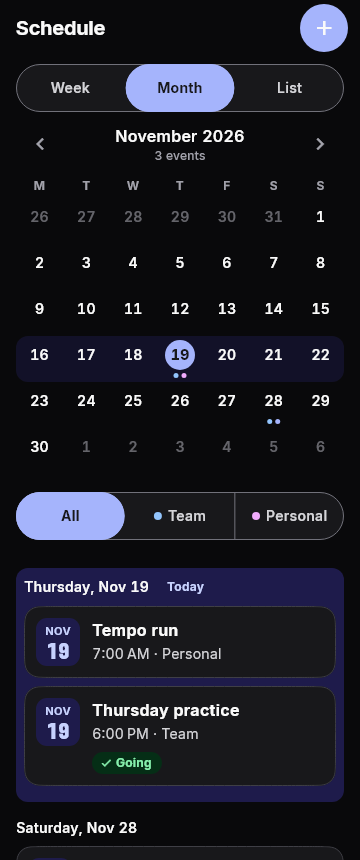 Schedule
Week Month List
November 2026
3 events
M T W T F S S
26 27 28 29 30 31 1
2 3 4 5 6 7 8
9 10 11 12 13 14 15
16 17 18 19 20 21 22
23 24 25 26 27 28 29
30 1 2 3 4 5 6
All Team Personal
Thursday, Nov 19 Today
NOV
19
Tempo run
7:00 AM · Personal
NOV
19
Thursday practice
6:00 PM · Team
Going
Saturday, Nov 28